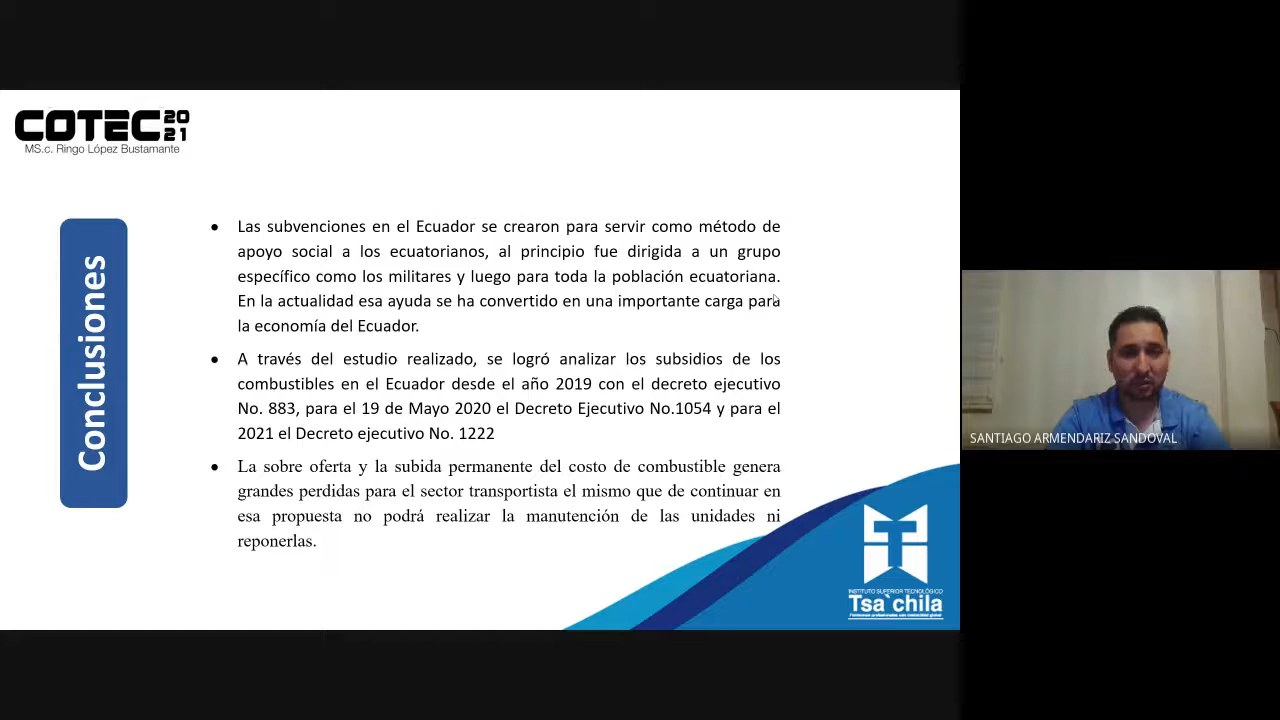 COTEC 20
21
MS.c. Ringo López Bustamante
Conclusiones
• Las subvenciones en el Ecuador se crearon para servir como método de
apoyo social a los ecuatorianos, al principio fue dirigida a un grupo
específico como los militares y luego para toda la población ecuatoriana.
En la actualidad esa ayuda se ha convertido en una importante carga para
la economía del Ecuador.
• A través del estudio realizado, se logró analizar los subsidios de los
combustibles en el Ecuador desde el año 2019 con el decreto ejecutivo
No. 883, para el 19 de Mayo 2020 el Decreto Ejecutivo No.1054 y para el
2021 el Decreto ejecutivo No. 1222
• La sobre oferta y la subida permanente del costo de combustible genera
grandes perdidas para el sector transportista el mismo que de continuar en
esa propuesta no podrá realizar la manutención de las unidades ni
reponerlas.
INSTITUTO SUPERIOR TECNOLÓGICO
Tsa`chila
SANTIAGO ARMENDARIZ SANDOVAL